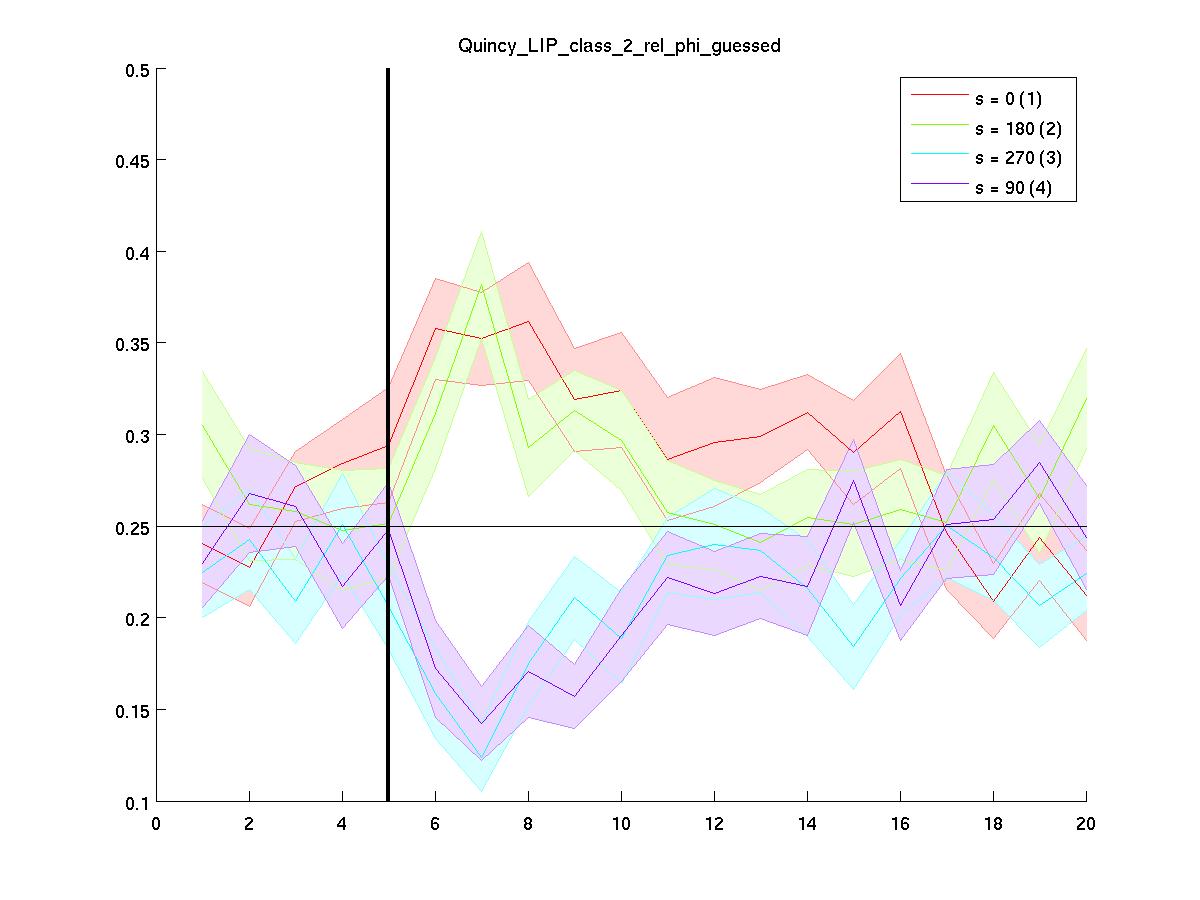 Quincy_LIP_class_2_rel_phi_guessed
0.5
0.45
0.4
0.35
0.3
0.25
0.2
0.15
0.1
0 2 4 6 8 10 12 14 16 18 20
s = 0 (1)
s = 180 (2)
s = 270 (3)
s = 90 (4)